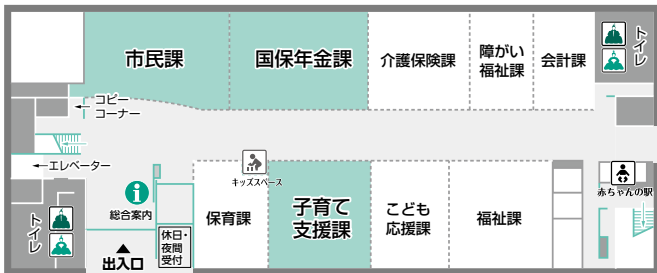 市民課
国保年金課
介護保険課
障がい
福祉課
会計課
トイレ
←コピー
コーナー
←
←エレベーター
キッズスペース
赤ちゃんの駅
トイレ
i
総合案内
保育課
子育て
支援課
こども
応援課
福祉課
休日・
夜間
受付
▲
出入口